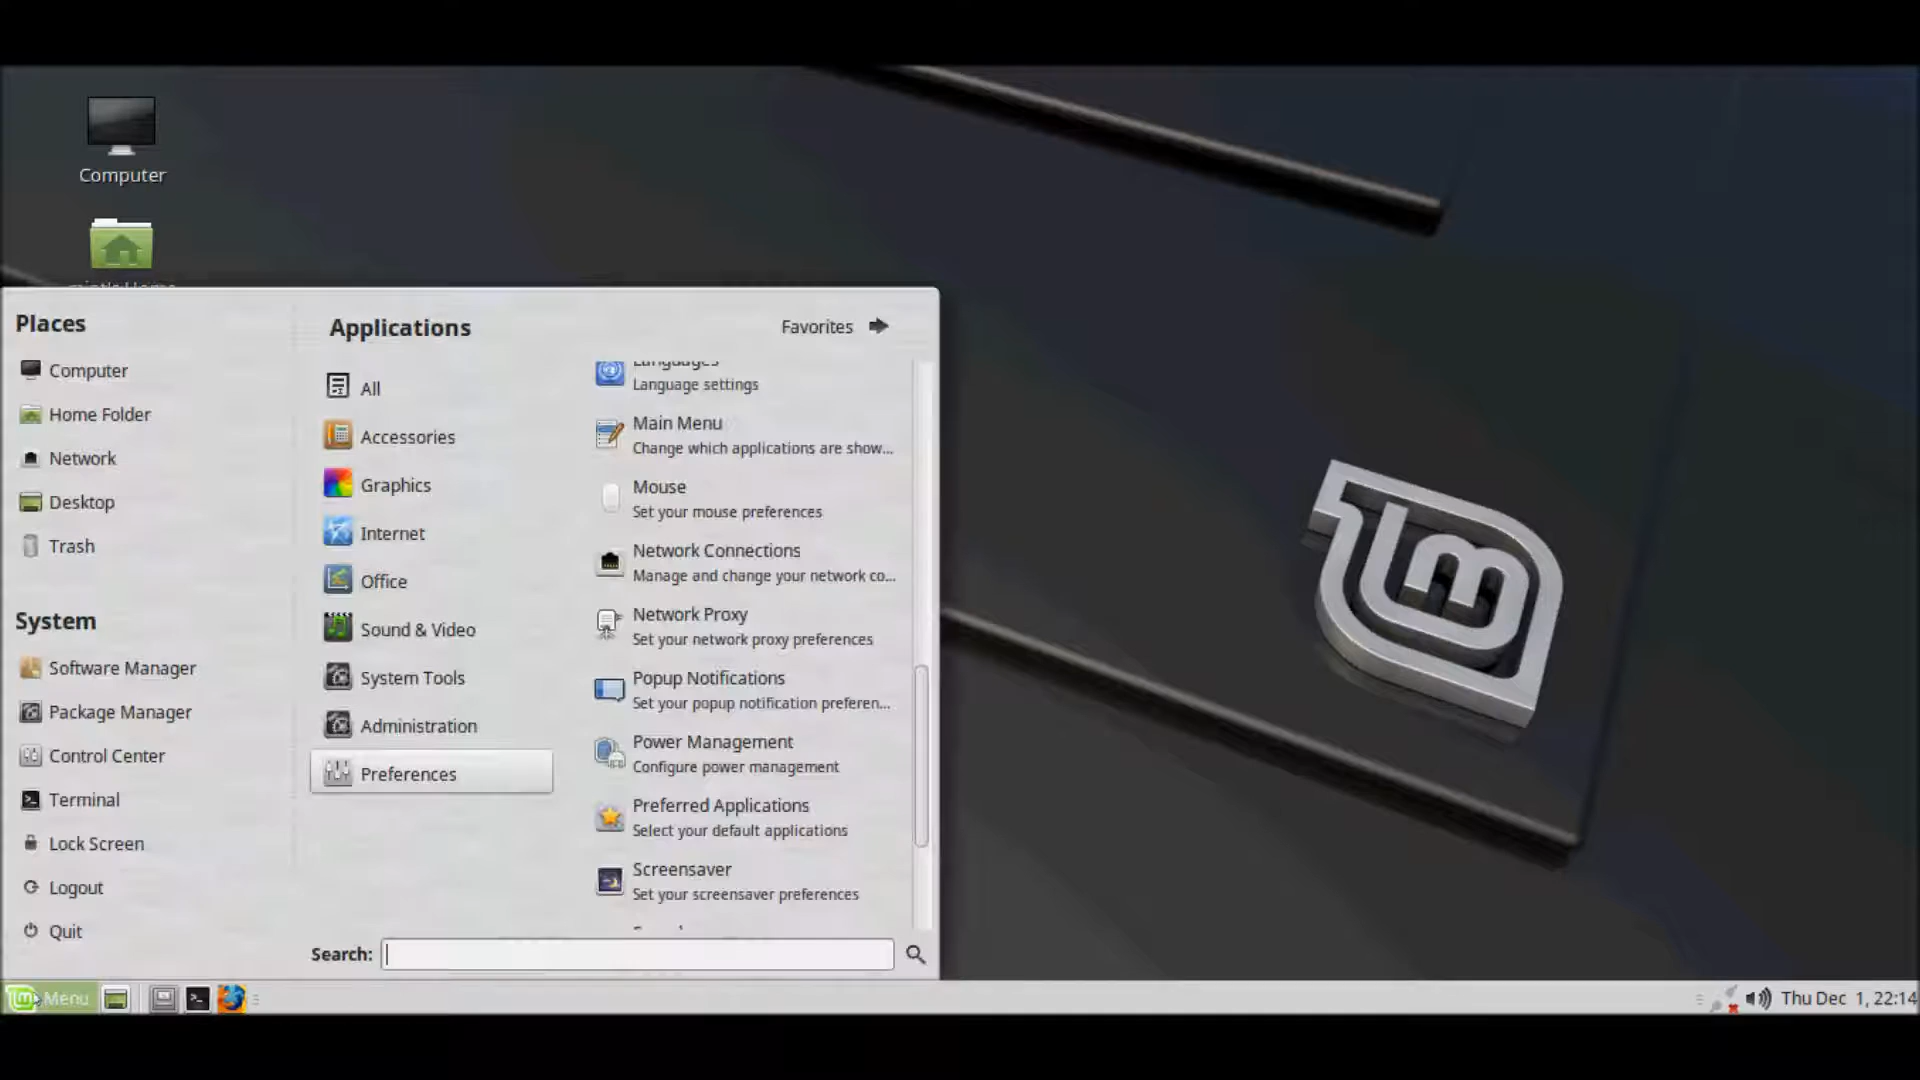 Computer
Places
Computer
Home Folder
Network
Desktop
Trash
System
Software Manager
Package Manager
Control Center
Terminal
Lock Screen
Logout
Quit
Applications
Favorites
All
Accessories
Graphics
Internet
Office
Sound & Video
System Tools
Administration
Preferences
Languages
Language settings
Main Menu
Change which applications are show...
Mouse
Set your mouse preferences
Network Connections
Manage and change your network co...
Network Proxy
Set your network proxy preferences
Popup Notifications
Set your popup notification preferen...
Power Management
Configure power management
Preferred Applications
Select your default applications
Screensaver
Set your screensaver preferences
Search:
Menu
Thu Dec 1, 22:14